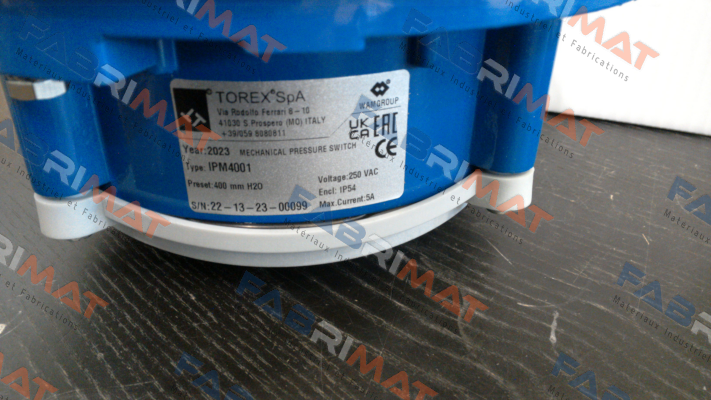 TOREX® SpA
Via Rodolfo Ferrari 8 - 10
41030 S.Prospero (MO) ITALY
+39/059 8080811
WAMGROUP
UK CA EAC
CE
Year: 2023 MECHANICAL PRESSURE SWITCH
Type: IPM4001
Voltage: 250 VAC
Preset: 400 mm H2O
Encl: IP54
S/N: 22-13-23-00099
Max.Current: 5A
FABRIMAT
Materiaux Industriel et Fabrications